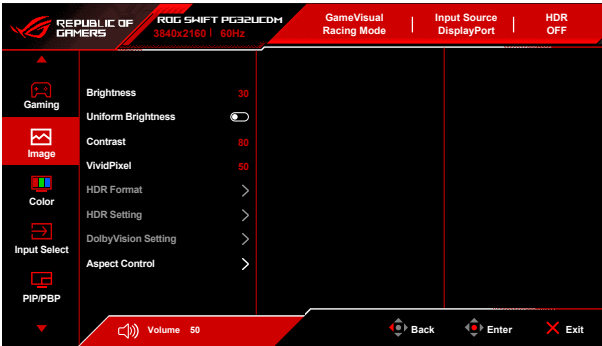 REPUBLIC OF
GAMERS
ROG SWIFT PG32UCDM
3840x2160 | 60Hz
GameVisual
Racing Mode
Input Source
DisplayPort
HDR
OFF
Gaming
Image
Color
Input Select
PIP/PBP
Brightness 30
Uniform Brightness
Contrast 80
VividPixel 50
HDR Format
HDR Setting
DolbyVision Setting
Aspect Control
Volume 50
Back
Enter
Exit